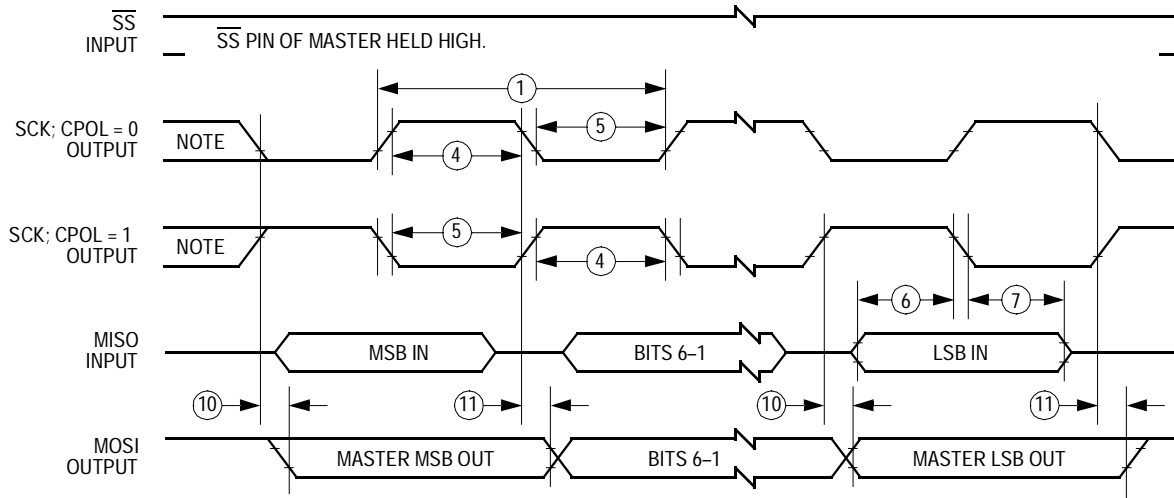 SS
INPUT
SS PIN OF MASTER HELD HIGH.
1
SCK; CPOL = 0
OUTPUT
NOTE
5
4
SCK; CPOL = 1
OUTPUT
NOTE
5
4
6
7
MISO
INPUT
MSB IN
BITS 6–1
LSB IN
10
11
10
11
MOSI
OUTPUT
MASTER MSB OUT
BITS 6–1
MASTER LSB OUT